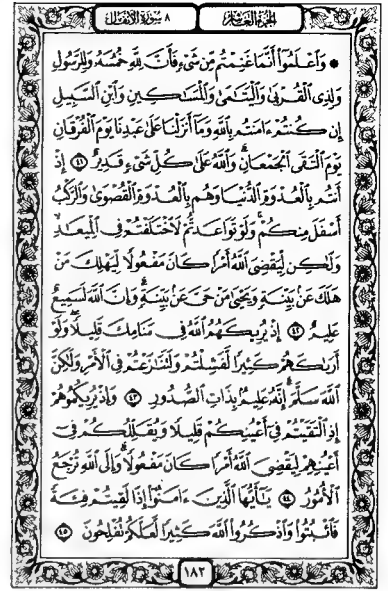 الجزء العاشر ٨ سورة الأنفال
۞ وَٱعۡلَمُوٓاْ أَنَّمَا غَنِمۡتُم مِّن شَيۡءٖ فَأَنَّ لِلَّهِ خُمُسَهُۥ وَلِلرَّسُولِ
وَلِذِي ٱلۡقُرۡبَىٰ وَٱلۡيَتَٰمَىٰ وَٱلۡمَسَٰكِينِ وَٱبۡنِ ٱلسَّبِيلِ
إِن كُنتُمۡ ءَامَنتُم بِٱللَّهِ وَمَآ أَنزَلۡنَا عَلَىٰ عَبۡدِنَا يَوۡمَ ٱلۡفُرۡقَانِ
يَوۡمَ ٱلۡتَقَى ٱلۡجَمۡعَانِۗ وَٱللَّهُ عَلَىٰ كُلِّ شَيۡءٖ قَدِيرٌ ٤١ إِذۡ
أَنتُم بِٱلۡعُدۡوَةِ ٱلدُّنۡيَا وَهُم بِٱلۡعُدۡوَةِ ٱلۡقُصۡوَىٰ وَٱلرَّكۡبُ
أَسۡفَلَ مِنكُمۡۚ وَلَوۡ تَوَاعَدتُّمۡ لَٱخۡتَلَفۡتُمۡ فِي ٱلۡمِيعَٰدِ
وَلَٰكِن لِّيَقۡضِيَ ٱللَّهُ أَمۡرٗا كَانَ مَفۡعُولٗا لِّيَهۡلِكَ مَنۡ
هَلَكَ عَنۢ بَيِّنَةٖ وَيَحۡيَىٰ مَنۡ حَيَّ عَنۢ بَيِّنَةٖۗ وَإِنَّ ٱللَّهَ لَسَمِيعٌ
عَلِيمٌ ٤٢ إِذۡ يُرِيكَهُمُ ٱللَّهُ فِي مَنَامِكَ قَلِيلٗاۖ وَلَوۡ
أَرَىٰكَهُمۡ كَثِيرٗا لَّفَشِلۡتُمۡ وَلَتَنَٰزَعۡتُمۡ فِي ٱلۡأَمۡرِ وَلَٰكِنَّ
ٱللَّهَ سَلَّمَۚ إِنَّهُۥ عَلِيمُۢ بِذَاتِ ٱلصُّدُورِ ٤٣ وَإِذۡ يُرِيكُمُوهُمۡ
إِذِ ٱلۡتَقَيۡتُمۡ فِيٓ أَعۡيُنِكُمۡ قَلِيلٗا وَيُقَلِّلُكُمۡ فِيٓ
أَعۡيُنِهِمۡ لِيَقۡضِيَ ٱللَّهُ أَمۡرٗا كَانَ مَفۡعُولٗاۗ وَإِلَى ٱللَّهِ تُرۡجَعُ
ٱلۡأُمُورُ ٤٤ يَٰٓأَيُّهَا ٱلَّذِينَ ءَامَنُوٓاْ إِذَا لَقِيتُمۡ فِئَةٗ
فَٱثۡبُتُواْ وَٱذۡكُرُواْ ٱللَّهَ كَثِيرٗا لَّعَلَّكُمۡ تُفۡلِحُونَ ٤٥
١٨٢